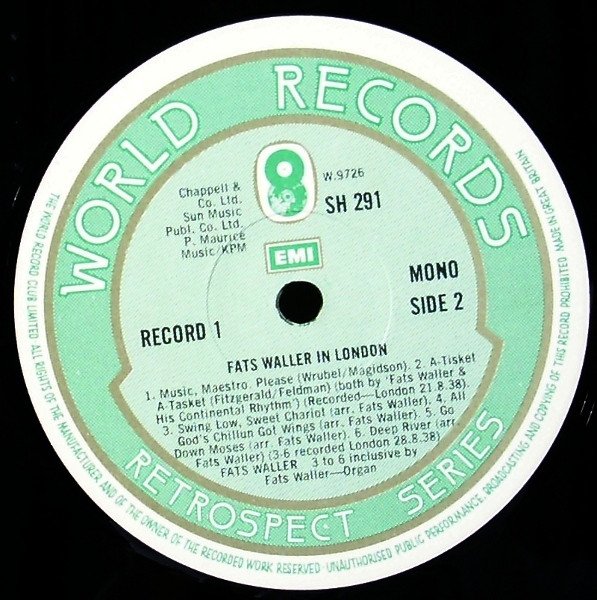 WORLD RECORDS
W.9726
SH 291
Chappell &
Co. Ltd.
Sun Music
Publ. Co. Ltd.
P. Maurice
Music/KPM
EMI
MONO
SIDE 2
RECORD 1
FATS WALLER IN LONDON
1. Music, Maestro. Please (Wrubel/Magidson). 2. A-Tisket
A-Tasket (Fitzgerald/Feldman) (both by 'Fats Waller &
His Continental Rhythm') (Recorded—London 21.8.38).
3. Swing Low, Sweet Chariot (arr. Fats Waller). 4. All
God's Chillun Got Wings (arr. Fats Waller). 5. Go
Down Moses (arr. Fats Waller). 6. Deep River (arr.
Fats Waller) (3-6 recorded London 28.8.38)
FATS WALLER 3 to 6 inclusive by
Fats Waller—Organ
RETROSPECT SERIES
THE WORLD RECORD CLUB LIMITED ALL RIGHTS OF THE MANUFACTURER AND OF THE OWNER OF THE RECORDED WORK RESERVED · UNAUTHORISED PUBLIC PERFORMANCE, BROADCASTING AND COPYING OF THIS RECORD PROHIBITED MADE IN GREAT BRITAIN